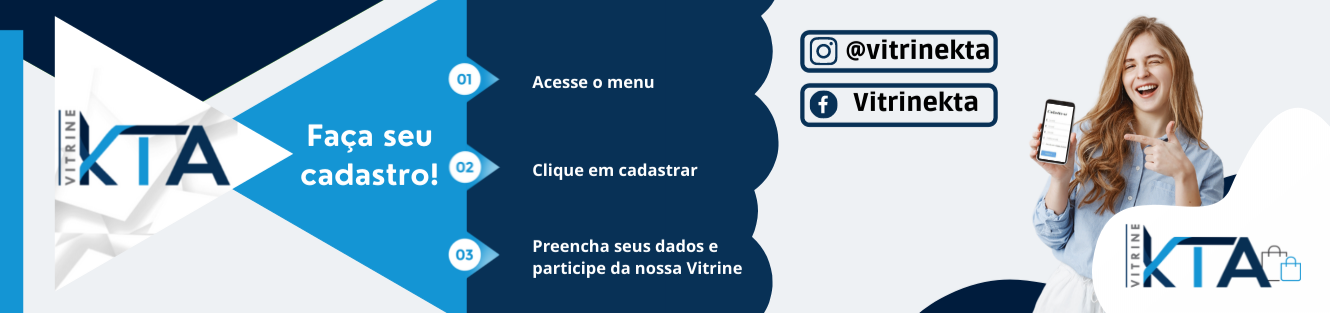 VITRINE
KTA
Faça seu
cadastro!
01
Acesse o menu
02
Clique em cadastrar
03
Preencha seus dados e
participe da nossa Vitrine
@vitrinekta
Vitrinekta
VITRINE
KTA